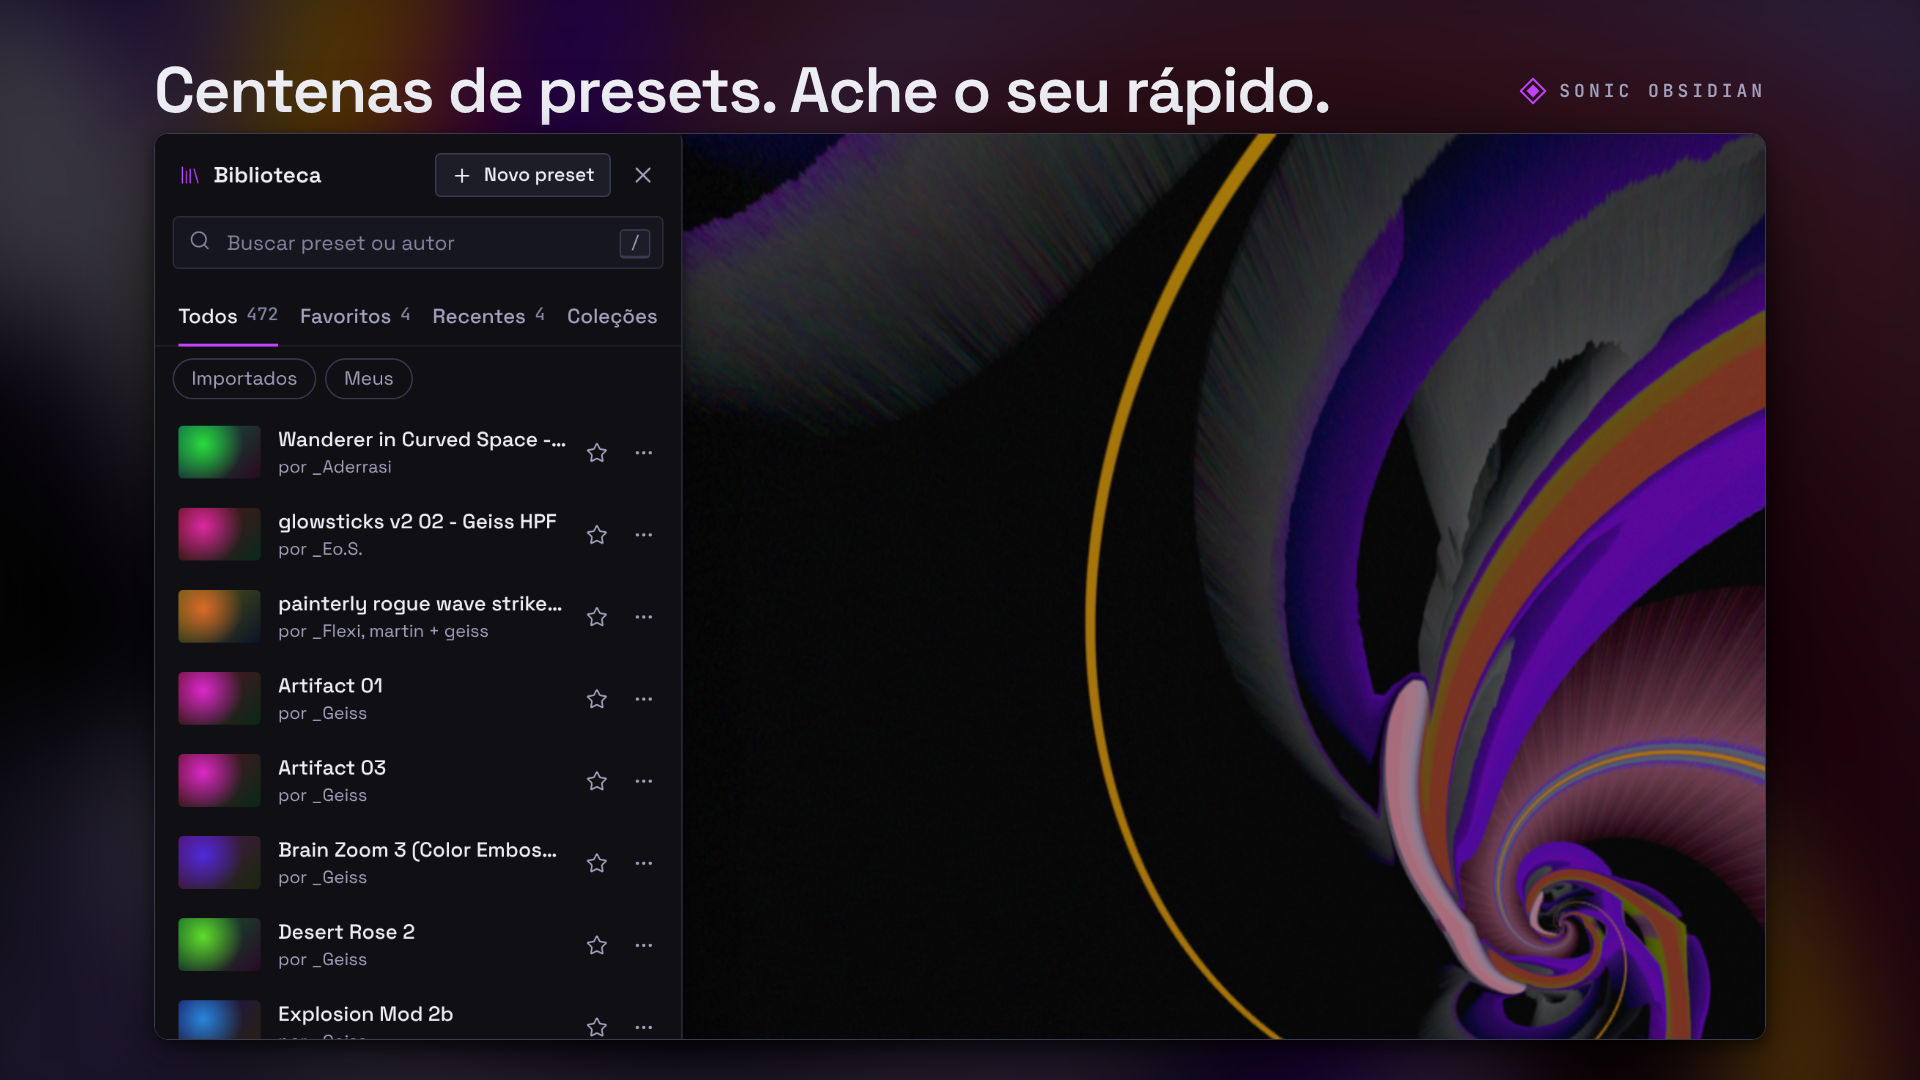 Centenas de presets. Ache o seu rápido.
SONIC OBSIDIAN
Biblioteca
Novo preset
Buscar preset ou autor
/
Todos 472 Favoritos 4 Recentes 4 Coleções
Importados Meus
Wanderer in Curved Space -...
por _Aderrasi
glowsticks v2 02 - Geiss HPF
por _Eo.S.
painterly rogue wave strike...
por _Flexi, martin + geiss
Artifact 01
por _Geiss
Artifact 03
por _Geiss
Brain Zoom 3 (Color Embos...
por _Geiss
Desert Rose 2
por _Geiss
Explosion Mod 2b